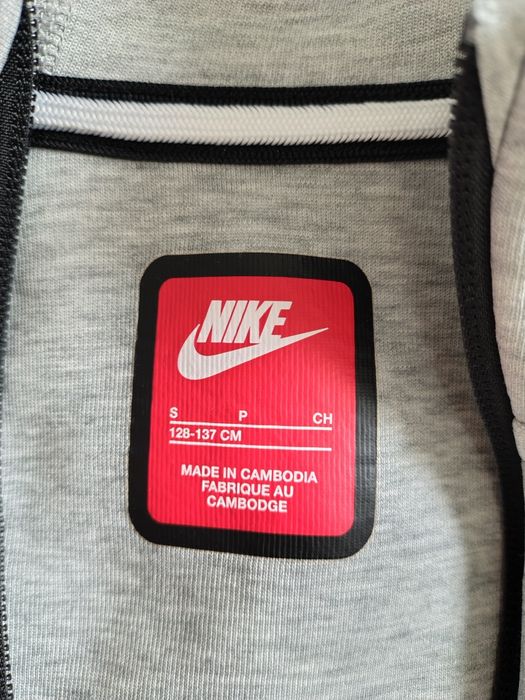 NIKE
S P CH
128-137 CM
MADE IN CAMBODIA
FABRIQUE AU
CAMBODGE